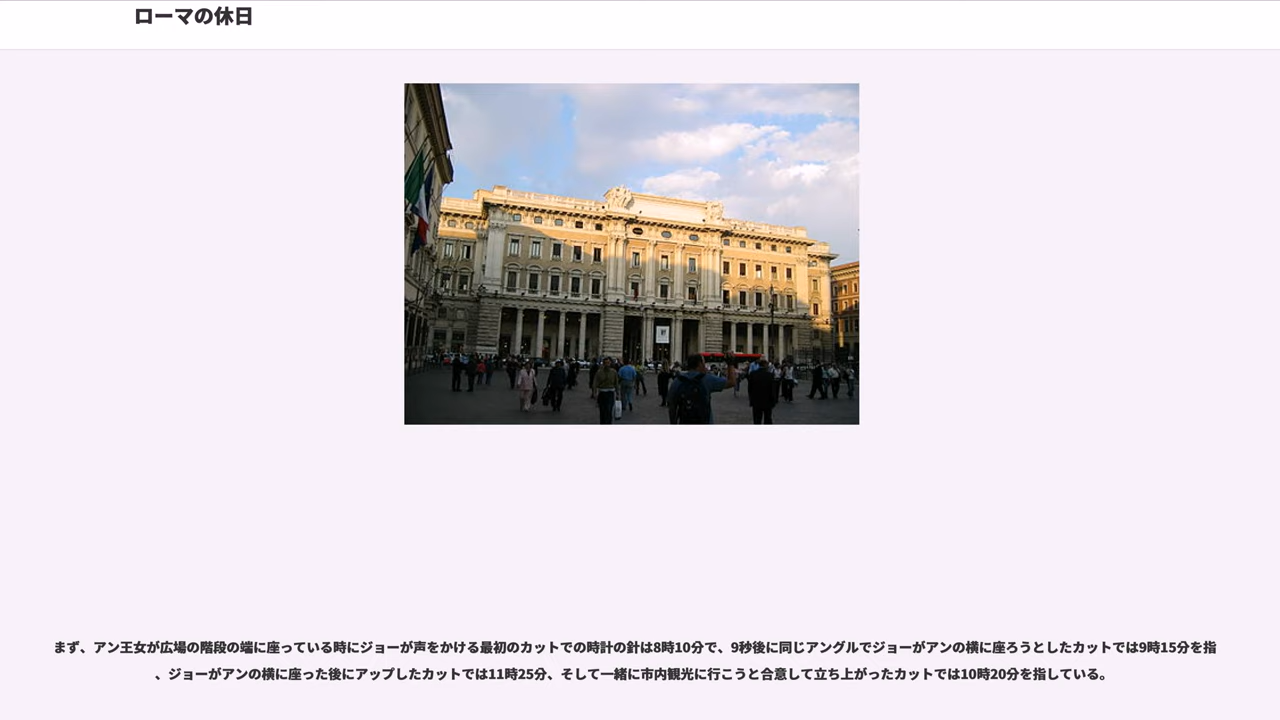 ローマの休日
まず、アン王女が広場の階段の端に座っている時にジョーが声をかける最初のカットでの時計の針は8時10分で、9秒後に同じアングルでジョーがアンの横に座ろうとしたカットでは9時15分を指
、ジョーがアンの横に座った後にアップしたカットでは11時25分、そして一緒に市内観光に行こうと合意して立ち上がったカットでは10時20分を指している。